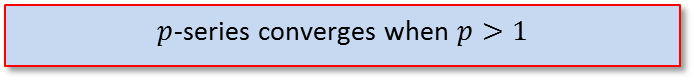 p-series converges when p > 1